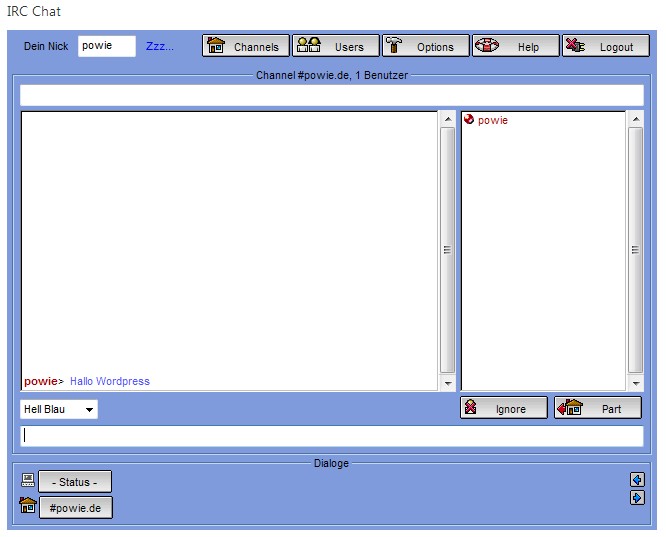 IRC Chat
Dein Nick powie Zzz... Channels Users Options Help Logout
Channel #powie.de, 1 Benutzer
powie
powie> Hallo Wordpress
Hell Blau Ignore Part
Dialoge
- Status -
#powie.de